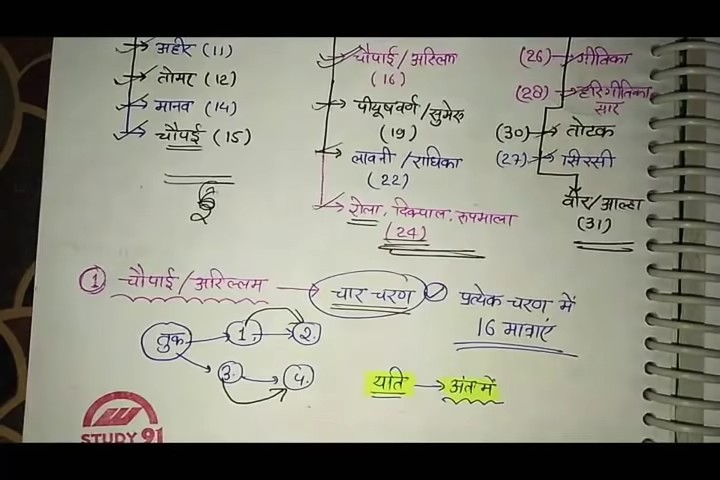 अहीर (11)
तोमर (12)
मानव (14)
चौपई (15)
चौपाई/अरिल्ल
(16)
पीयूषवर्ण/सुमेरु
(19)
लावनी/राधिका
(22)
रोला, दिक्पाल, रुपमाला
(24)
(26) गीतिका
(28) हरिगीतिका
सार
(30) तोटक
(27) सिरसी
वीर/आल्हा
(31)
① चौपाई/अरिल्लम → चार चरण प्रत्येक चरण में
16 मात्राएं
तुक 1. 2.
3. 4.
यति → अंत में
STUDY 91